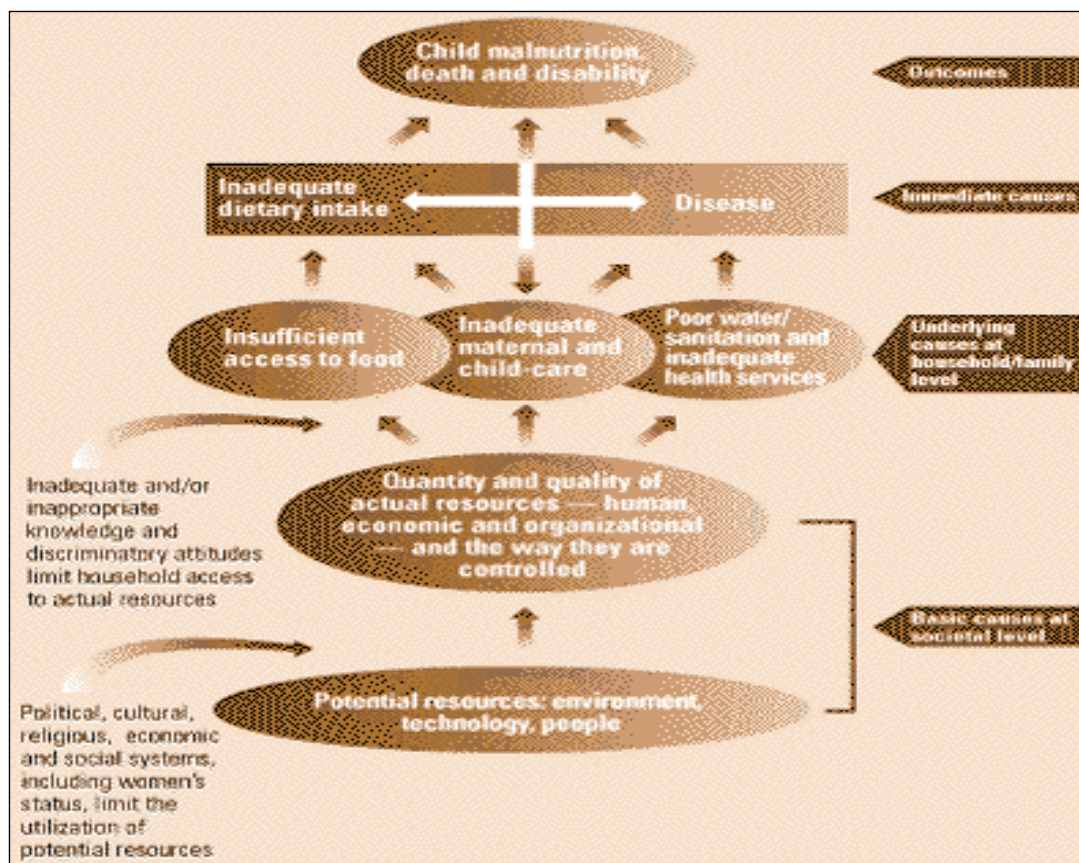 Child malnutrition,
death and disability
Outcomes
Inadequate
dietary intake
Disease
Immediate causes
Insufficient
access to food
Inadequate
maternal and
child-care
Poor water/
sanitation and
inadequate
health services
Underlying
causes at
household/family
level
Inadequate and/or
inappropriate
knowledge and
discriminatory attitudes
limit household access
to actual resources
Quantity and quality of
actual resources — human,
economic and organizational
— and the way they are
controlled
Basic causes at
societal level
Potential resources: environment,
technology, people
Political, cultural,
religious, economic
and social systems,
including women's
status, limit the
utilization of
potential resources